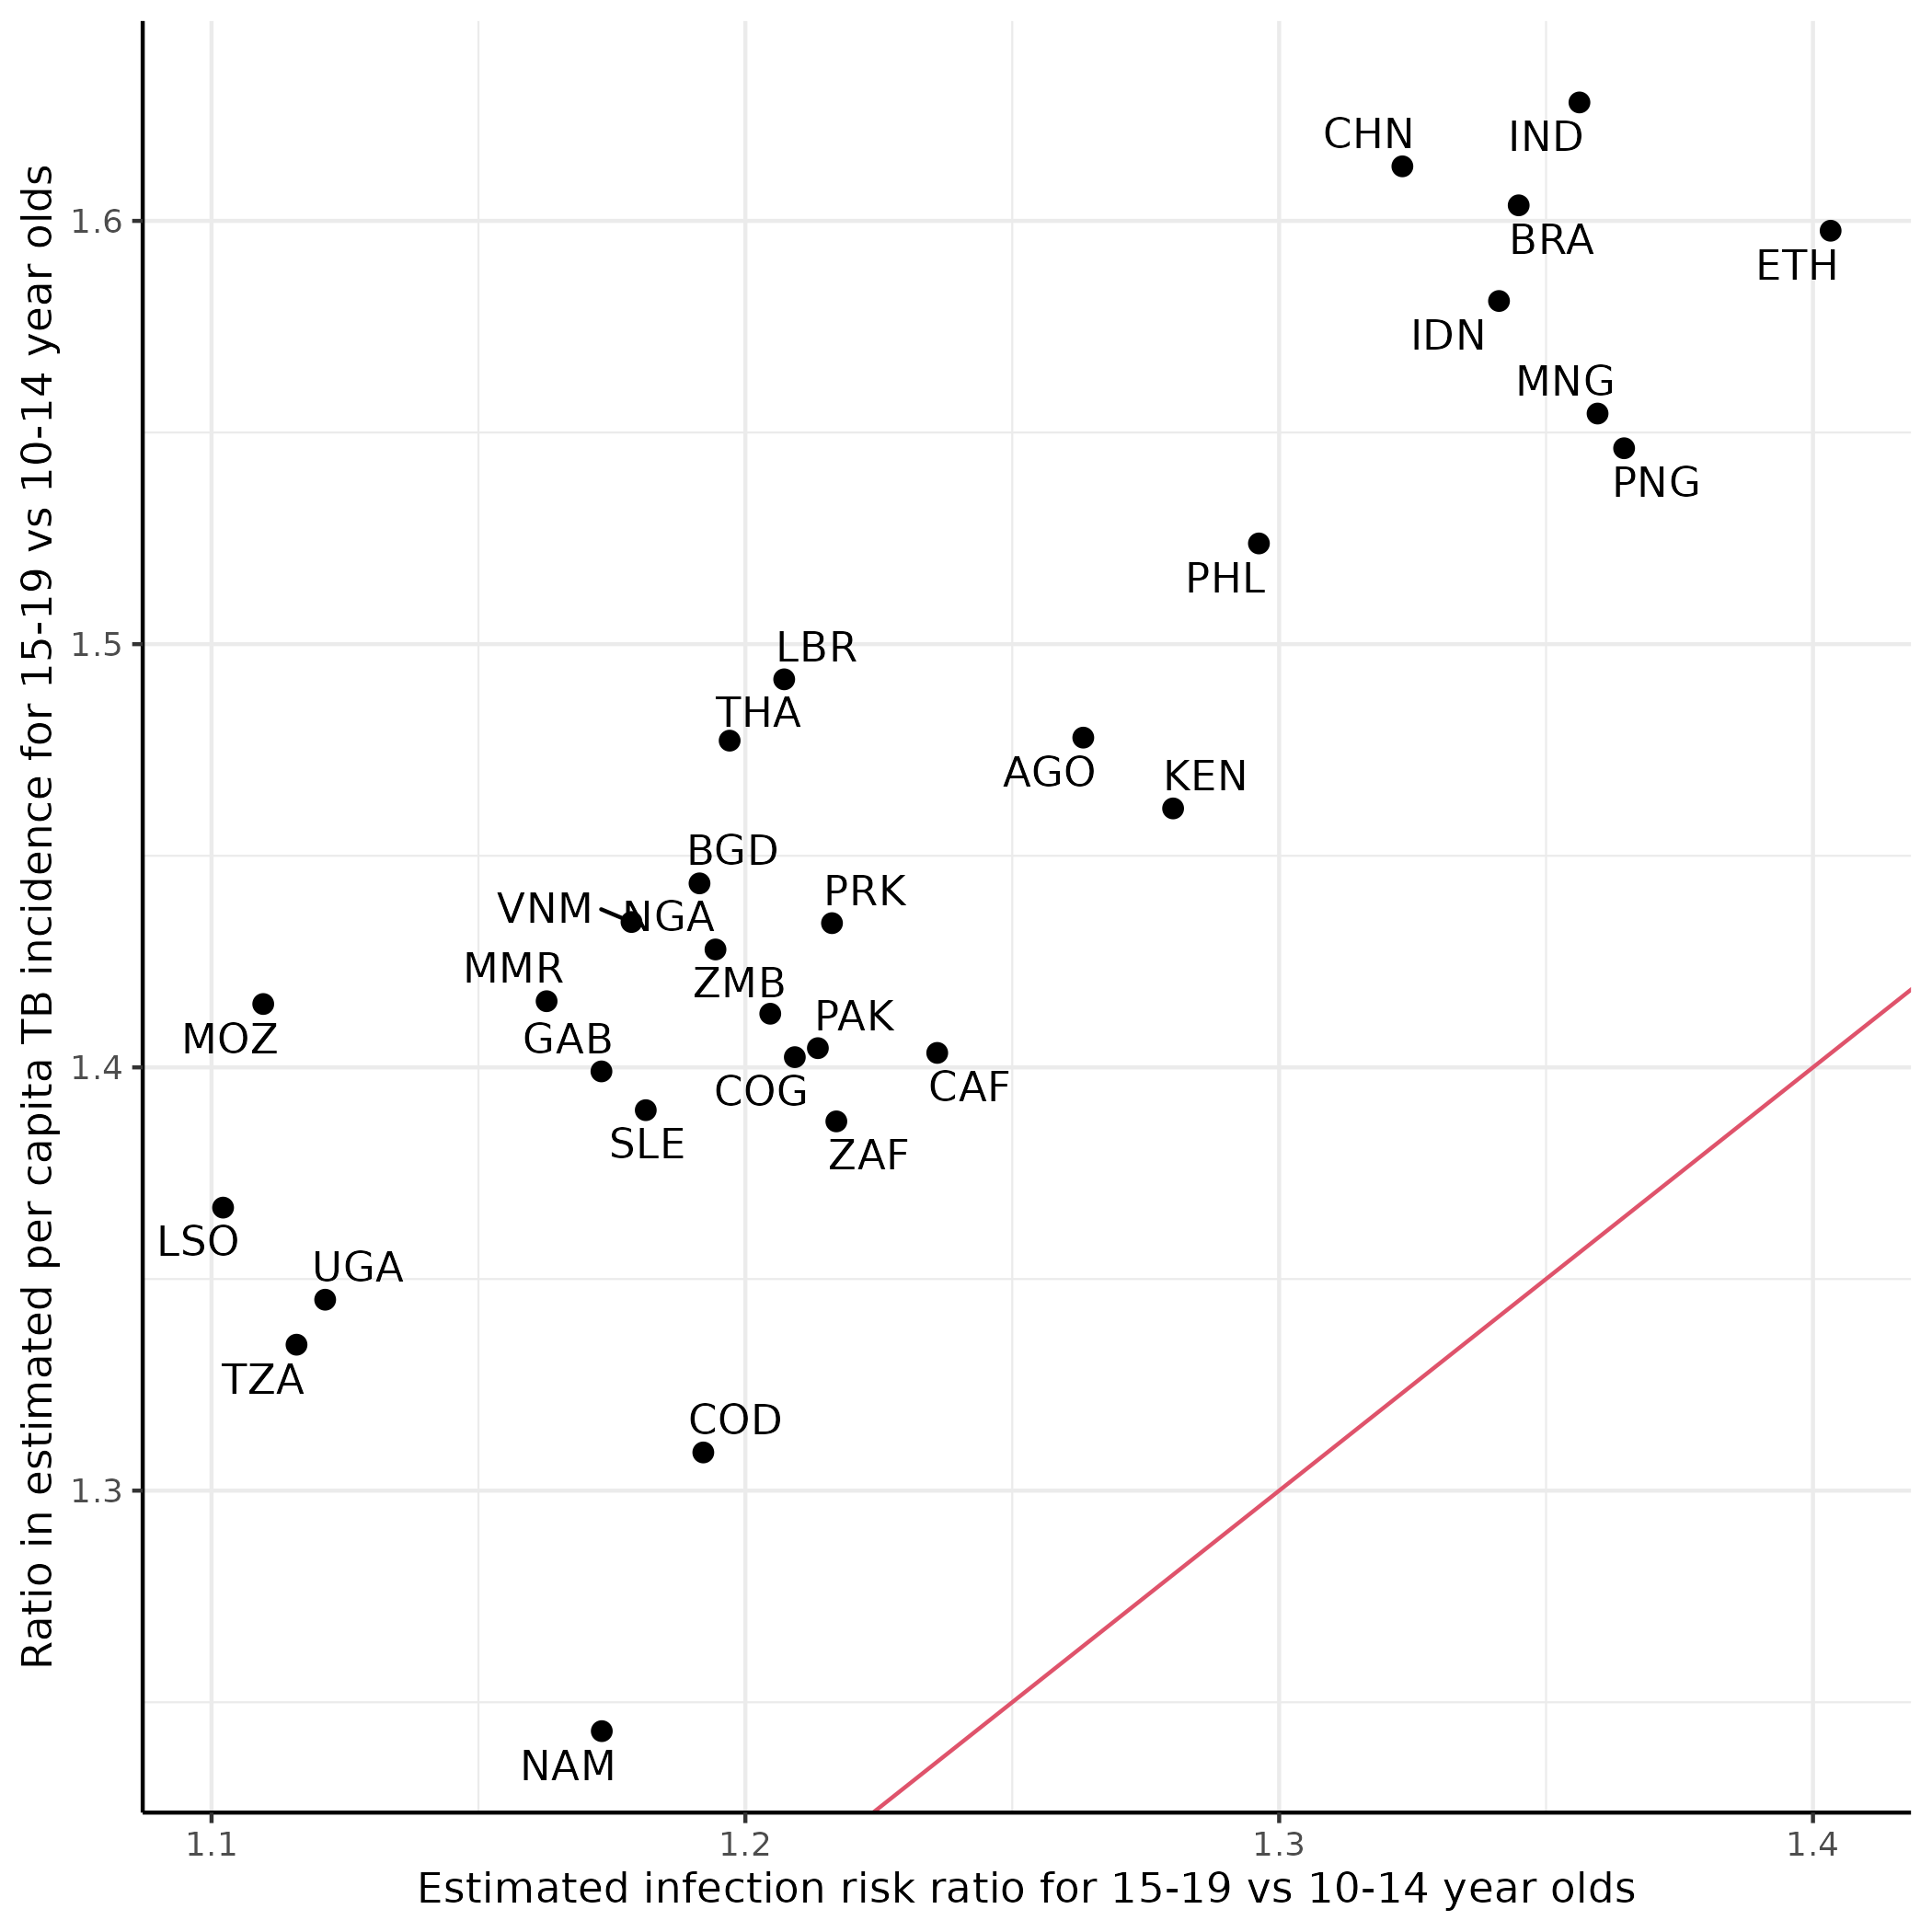 Ratio in estimated per capita TB incidence for 15-19 vs 10-14 year olds
1.6
1.5
1.4
1.3
CHN
IND
BRA
ETH
IDN
MNG
PNG
PHL
LBR
THA
AGO
KEN
BGD
PRK
VNM
NGA
MMR
ZMB
PAK
MOZ
GAB
COG
CAF
SLE
ZAF
LSO
UGA
TZA
COD
NAM
1.1
1.2
1.3
1.4
Estimated infection risk ratio for 15-19 vs 10-14 year olds